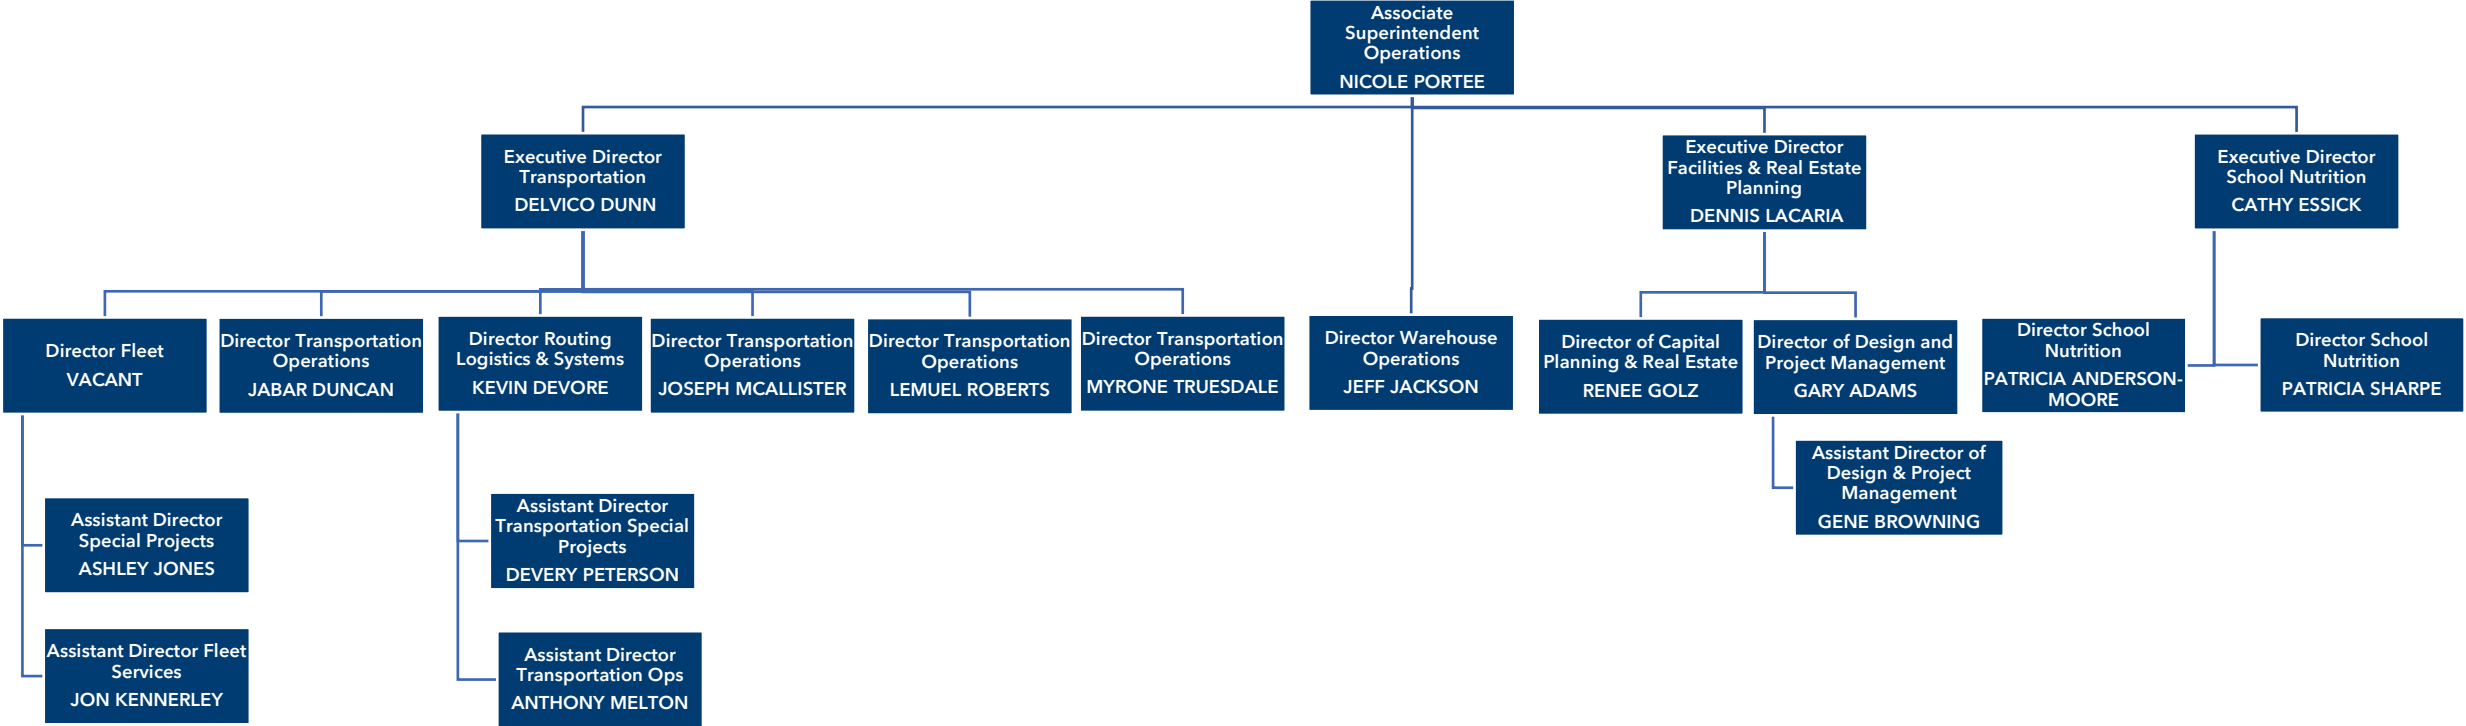 Associate
Superintendent
Operations
NICOLE PORTEE
Executive Director
Transportation
DELVICO DUNN
Executive Director
Facilities & Real Estate
Planning
DENNIS LACARIA
Executive Director
School Nutrition
CATHY ESSICK
Director Fleet
VACANT
Director Transportation
Operations
JABAR DUNCAN
Director Routing
Logistics & Systems
KEVIN DEVORE
Director Transportation
Operations
JOSEPH MCALLISTER
Director Transportation
Operations
LEMUEL ROBERTS
Director Transportation
Operations
MYRONE TRUESDALE
Director Warehouse
Operations
JEFF JACKSON
Director of Capital
Planning & Real Estate
RENEE GOLZ
Director of Design and
Project Management
GARY ADAMS
Director School
Nutrition
PATRICIA ANDERSON-
MOORE
Director School
Nutrition
PATRICIA SHARPE
Assistant Director of
Design & Project
Management
GENE BROWNING
Assistant Director
Special Projects
ASHLEY JONES
Assistant Director
Transportation Special
Projects
DEVERY PETERSON
Assistant Director Fleet
Services
JON KENNERLEY
Assistant Director
Transportation Ops
ANTHONY MELTON